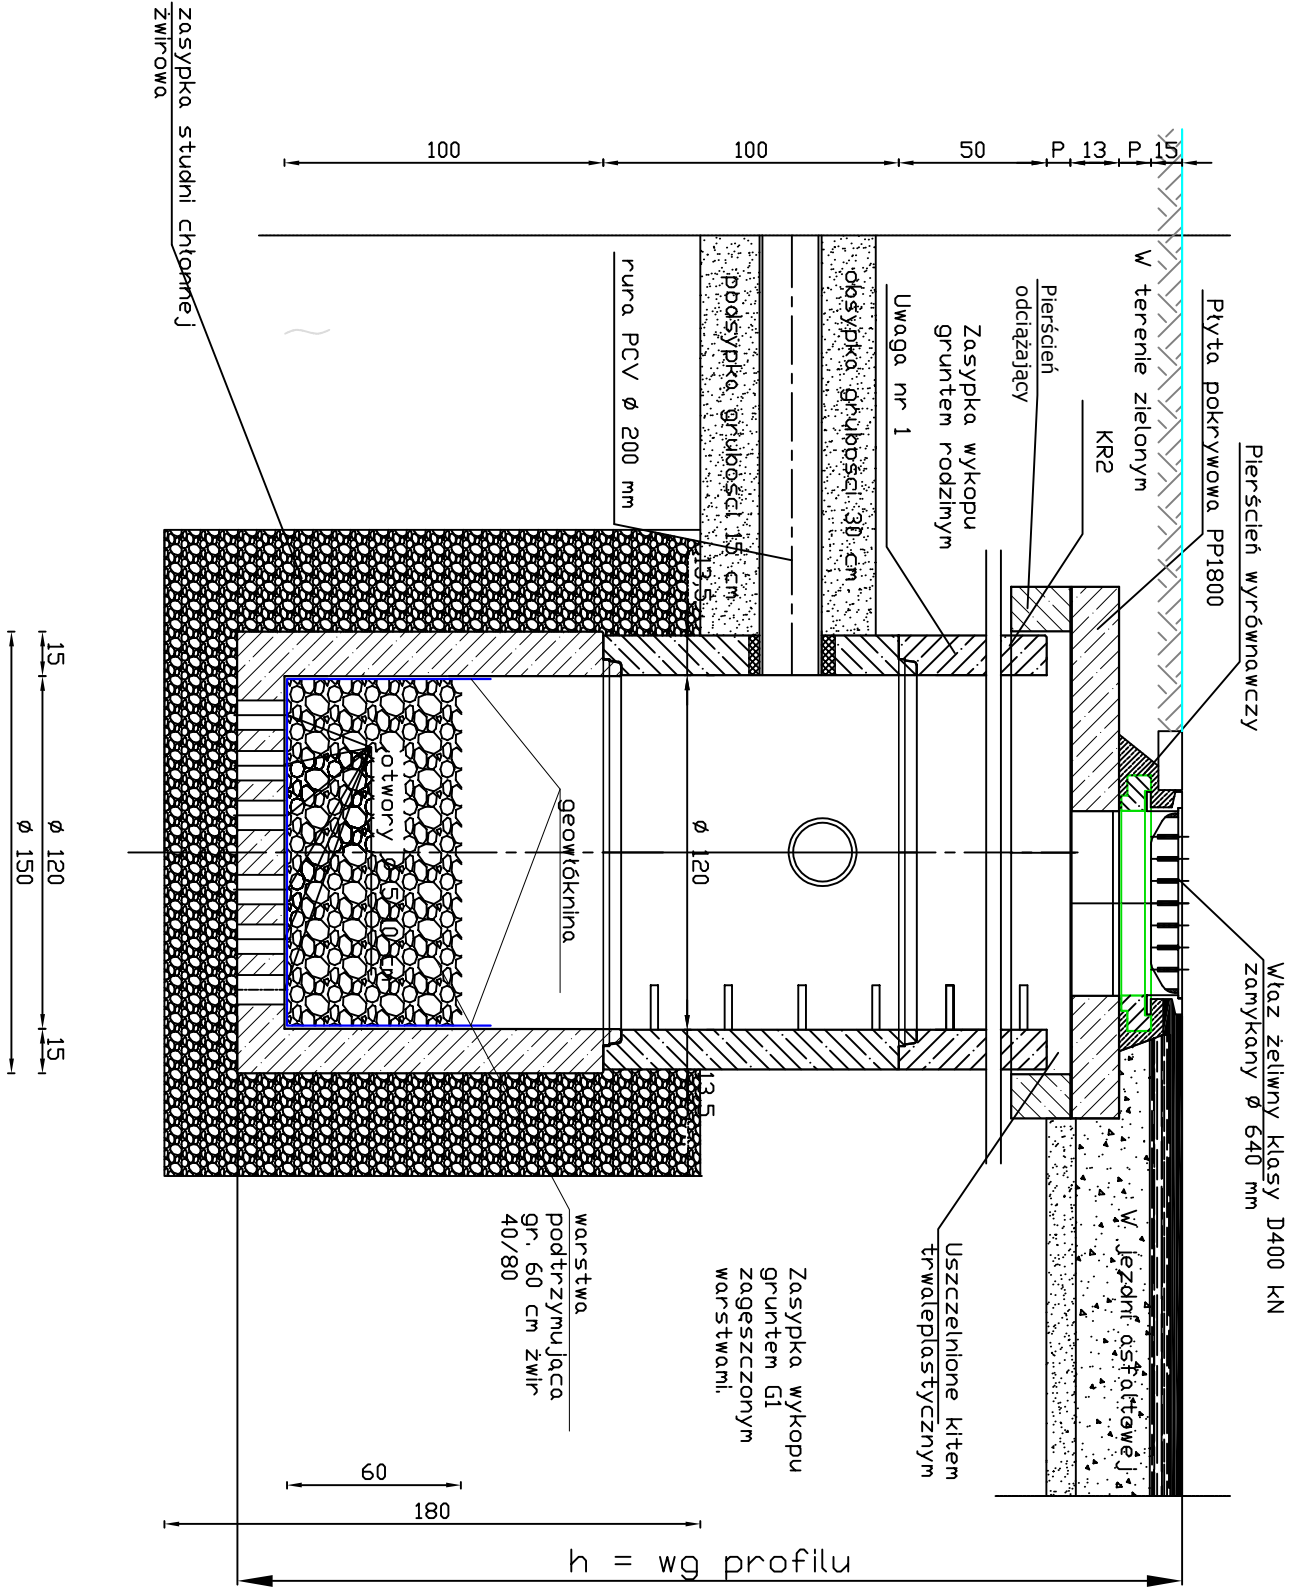 Właz żeliwny klasy D400 kN
zamykany ø 640 mm
Pierścień wyrównawczy
Płyta pokrywowa PP1800
W terenie zielonym
W jezdni asfaltowej
KR2
Pierścień
odciążający
Zasypka wykopu
gruntem rodzimym
Uszczelnione kitem
trwaleplastycznym
Uwaga nr 1
obsypka grubości 30 cm
podsypka grubości 15 cm
rura PCV ø 200 mm
Zasypka wykopu
gruntem G1
zagęszczonym
warstwami.
13.5
ø 120
13.5
geowłóknina
warstwa
podtrzymująca
gr. 60 cm żwir
40/80
otwory ø
zasypka studni chłonnej
żwirowa
15
P
13
P
50
100
100
60
180
h = wg profilu
15
ø 120
15
ø 150